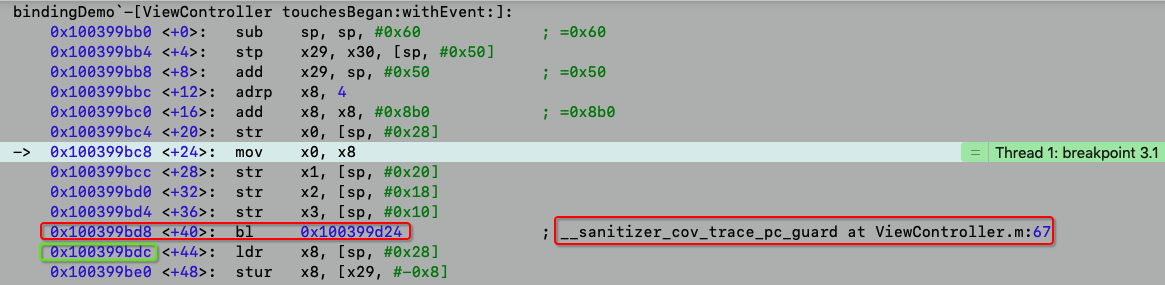 bindingDemo`-[ViewController touchesBegan:withEvent:]:
0x100399bb0 <+0>: sub sp, sp, #0x60 ; =0x60
0x100399bb4 <+4>: stp x29, x30, [sp, #0x50]
0x100399bb8 <+8>: add x29, sp, #0x50 ; =0x50
0x100399bbc <+12>: adrp x8, 4
0x100399bc0 <+16>: add x8, x8, #0x8b0 ; =0x8b0
0x100399bc4 <+20>: str x0, [sp, #0x28]
-> 0x100399bc8 <+24>: mov x0, x8 = Thread 1: breakpoint 3.1
0x100399bcc <+28>: str x1, [sp, #0x20]
0x100399bd0 <+32>: str x2, [sp, #0x18]
0x100399bd4 <+36>: str x3, [sp, #0x10]
0x100399bd8 <+40>: bl 0x100399d24 ; __sanitizer_cov_trace_pc_guard at ViewController.m:67
0x100399bdc <+44>: ldr x8, [sp, #0x28]
0x100399be0 <+48>: stur x8, [x29, #-0x8]